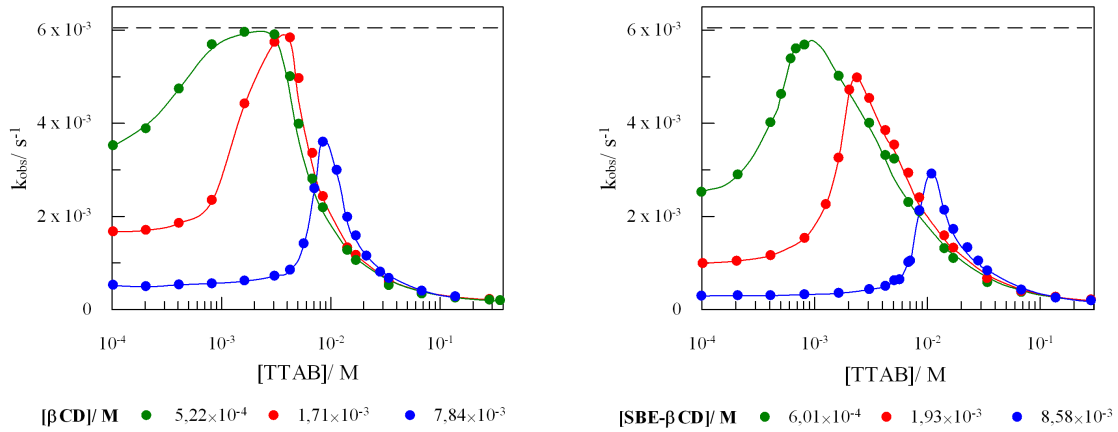 6 x 10⁻³
4 x 10⁻³
2 x 10⁻³
0
kobs/ s⁻¹
10⁻⁴ 10⁻³ 10⁻² 10⁻¹
[TTAB]/ M
[βCD]/ M 5,22×10⁻⁴ 1,71×10⁻³ 7,84×10⁻³
6 x 10⁻³
4 x 10⁻³
2 x 10⁻³
0
kobs/ s⁻¹
10⁻⁴ 10⁻³ 10⁻² 10⁻¹
[TTAB]/ M
[SBE-βCD]/ M 6,01×10⁻⁴ 1,93×10⁻³ 8,58×10⁻³